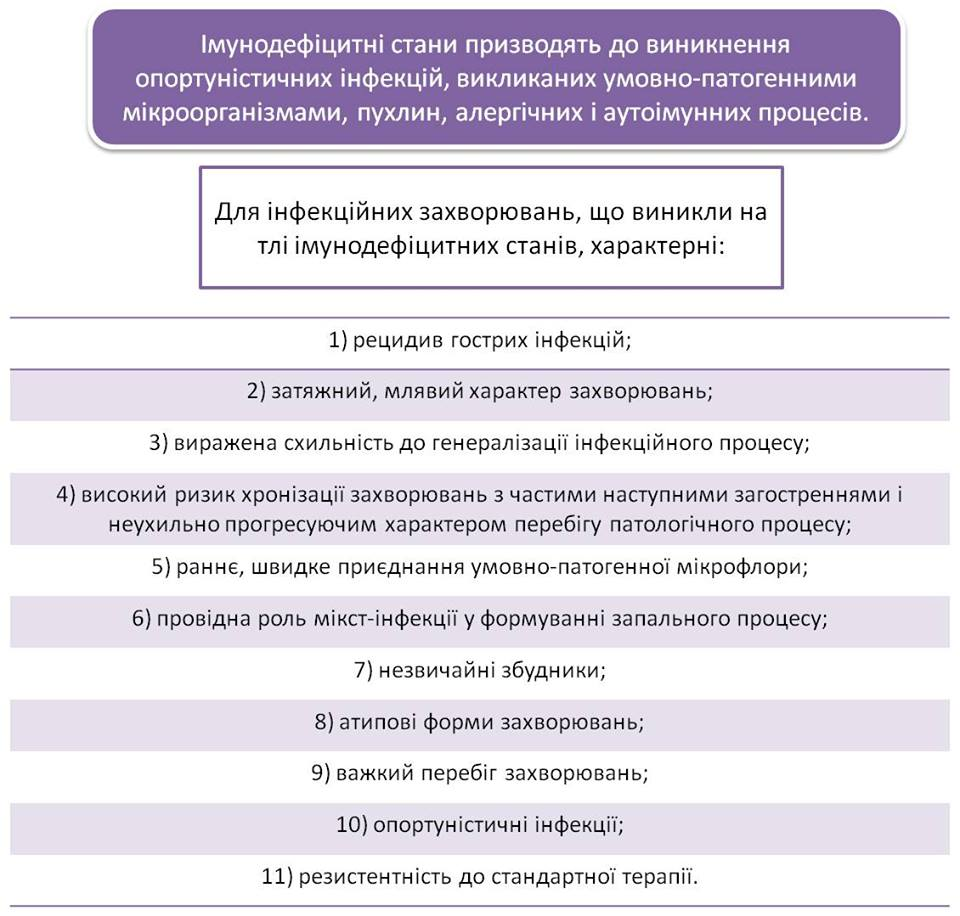 Імунодефіцитні стани призводять до виникнення
опортуністичних інфекцій, викликаних умовно-патогенними
мікроорганізмами, пухлин, алергічних і аутоімунних процесів.
Для інфекційних захворювань, що виникли на
тлі імунодефіцитних станів, характерні:
1) рецидив гострих інфекцій;
2) затяжний, млявий характер захворювань;
3) виражена схильність до генералізації інфекційного процесу;
4) високий ризик хронізації захворювань з частими наступними загостреннями і
неухильно прогресуючим характером перебігу патологічного процесу;
5) раннє, швидке приєднання умовно-патогенної мікрофлори;
6) провідна роль мікст-інфекції у формуванні запального процесу;
7) незвичайні збудники;
8) атипові форми захворювань;
9) важкий перебіг захворювань;
10) опортуністичні інфекції;
11) резистентність до стандартної терапії.